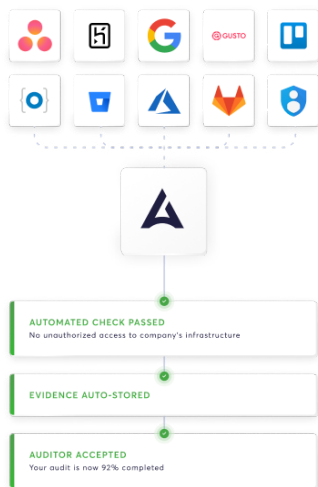 GUSTO
AUTOMATED CHECK PASSED
No unauthorized access to company's infrastructure
EVIDENCE AUTO-STORED
AUDITOR ACCEPTED
Your audit is now 92% completed